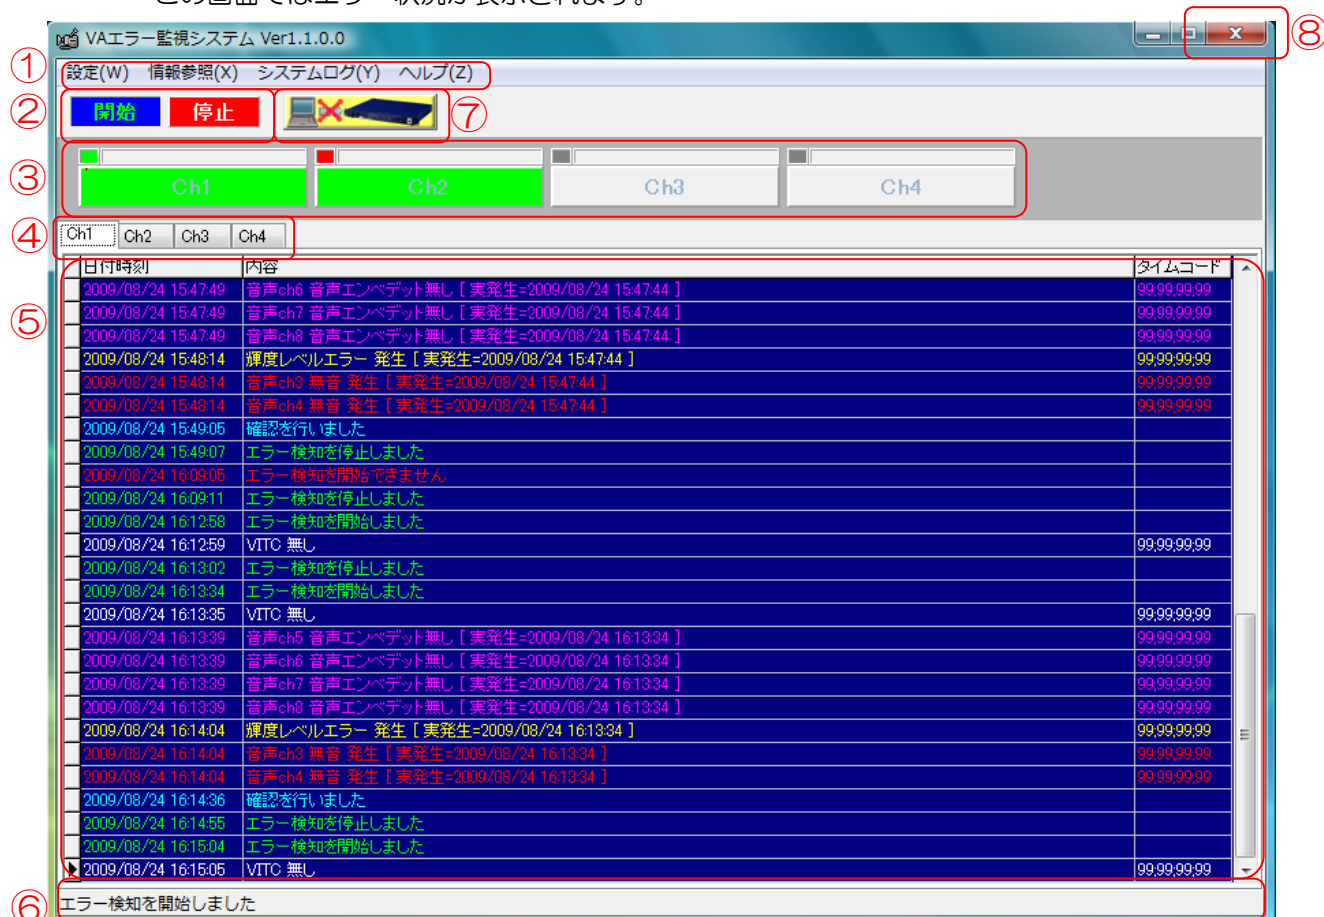 この画面ではエラー状況が表示されます。
VAエラー監視システム Ver1.1.0.0
⑧
①
設定(W) 情報参照(X) システムログ(Y) ヘルプ(Z)
②
開始 停止
⑦
③
Ch1 Ch2 Ch3 Ch4
④
Ch1 Ch2 Ch3 Ch4
日付時刻 内容 タイムコード
⑤
2009/08/24 15:47:49 音声ch6 音声エンベデット無し [ 実発生=2009/08/24 15:47:44 ] 99;99;99;99
2009/08/24 15:47:49 音声ch7 音声エンベデット無し [ 実発生=2009/08/24 15:47:44 ] 99;99;99;99
2009/08/24 15:47:49 音声ch8 音声エンベデット無し [ 実発生=2009/08/24 15:47:44 ] 99;99;99;99
2009/08/24 15:48:14 輝度レベルエラー 発生 [ 実発生=2009/08/24 15:47:44 ] 99;99;99;99
2009/08/24 15:48:14 音声ch3 無音 発生 [ 実発生=2009/08/24 15:47:44 ] 99;99;99;99
2009/08/24 15:48:14 音声ch4 無音 発生 [ 実発生=2009/08/24 15:47:44 ] 99;99;99;99
2009/08/24 15:49:05 確認を行いました
2009/08/24 15:49:07 エラー検知を停止しました
2009/08/24 16:09:05 エラー検知を開始できません
2009/08/24 16:09:11 エラー検知を停止しました
2009/08/24 16:12:58 エラー検知を開始しました
2009/08/24 16:12:59 VITC 無し 99;99;99;99
2009/08/24 16:13:02 エラー検知を停止しました
2009/08/24 16:13:34 エラー検知を開始しました
2009/08/24 16:13:35 VITC 無し 99;99;99;99
2009/08/24 16:13:39 音声ch5 音声エンベデット無し [ 実発生=2009/08/24 16:13:34 ] 99;99;99;99
2009/08/24 16:13:39 音声ch6 音声エンベデット無し [ 実発生=2009/08/24 16:13:34 ] 99;99;99;99
2009/08/24 16:13:39 音声ch7 音声エンベデット無し [ 実発生=2009/08/24 16:13:34 ] 99;99;99;99
2009/08/24 16:13:39 音声ch8 音声エンベデット無し [ 実発生=2009/08/24 16:13:34 ] 99;99;99;99
2009/08/24 16:14:04 輝度レベルエラー 発生 [ 実発生=2009/08/24 16:13:34 ] 99;99;99;99
2009/08/24 16:14:04 音声ch3 無音 発生 [ 実発生=2009/08/24 16:13:34 ] 99;99;99;99
2009/08/24 16:14:04 音声ch4 無音 発生 [ 実発生=2009/08/24 16:13:34 ] 99;99;99;99
2009/08/24 16:14:36 確認を行いました
2009/08/24 16:14:55 エラー検知を停止しました
2009/08/24 16:15:04 エラー検知を開始しました
2009/08/24 16:15:05 VITC 無し 99;99;99;99
⑥
エラー検知を開始しました